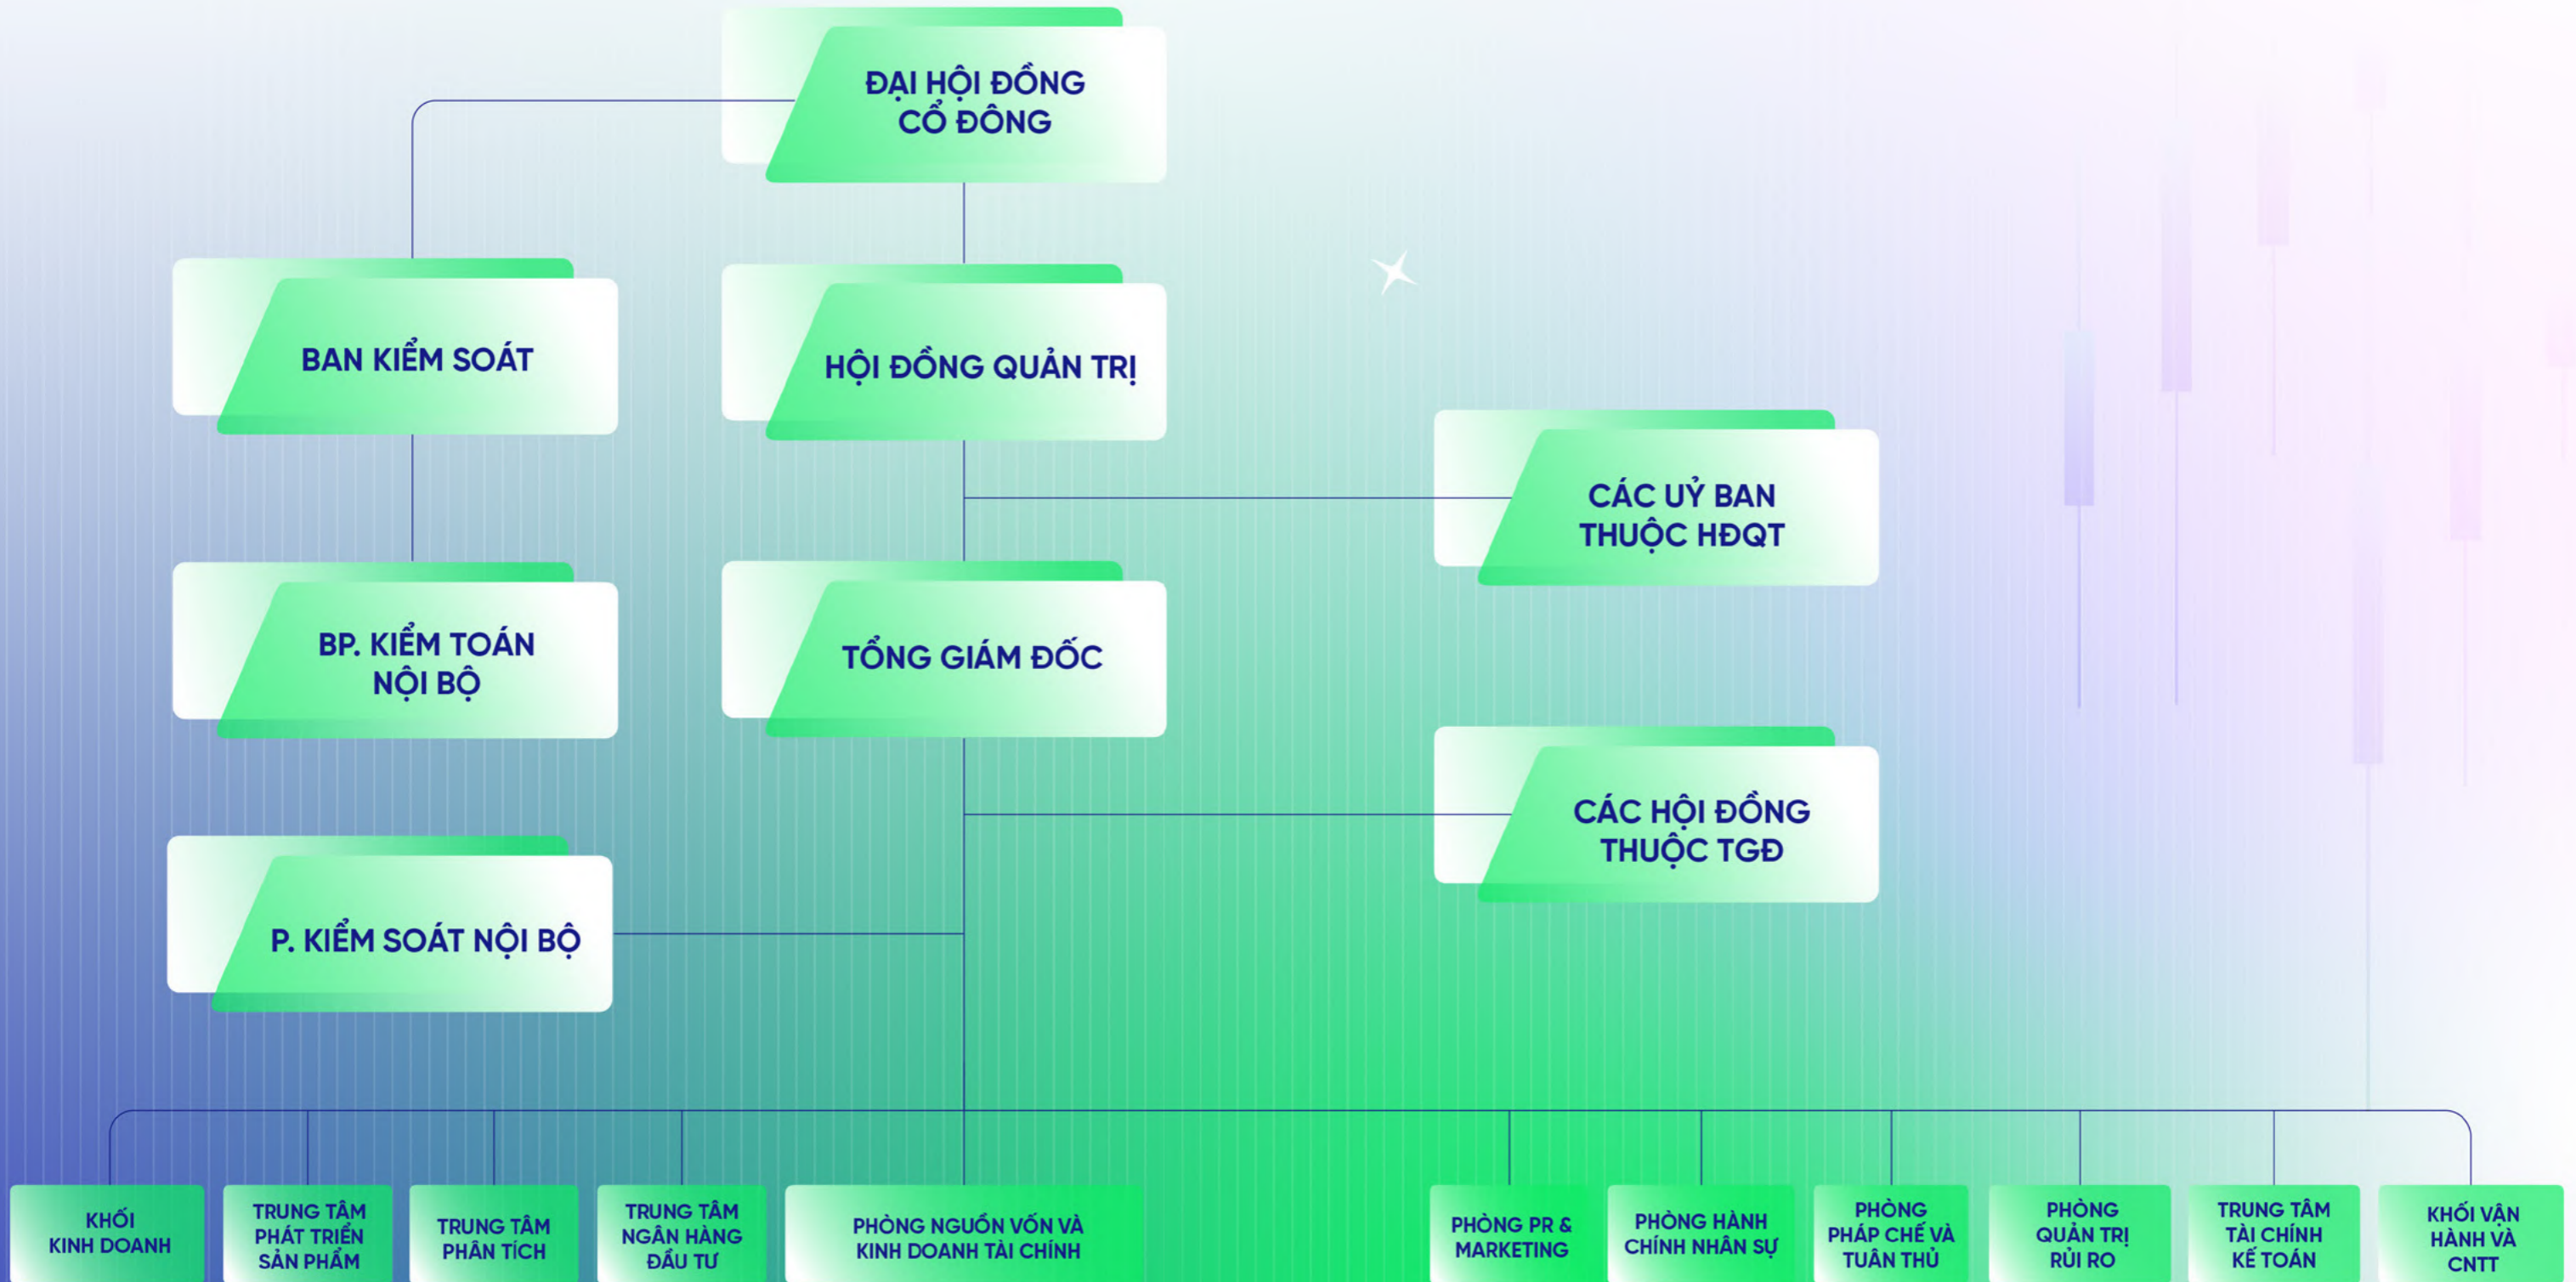 ĐẠI HỘI ĐỒNG
CỔ ĐÔNG
BAN KIỂM SOÁT
HỘI ĐỒNG QUẢN TRỊ
CÁC UỶ BAN
THUỘC HĐQT
BP. KIỂM TOÁN
NỘI BỘ
TỔNG GIÁM ĐỐC
CÁC HỘI ĐỒNG
THUỘC TGĐ
P. KIỂM SOÁT NỘI BỘ
KHỐI
KINH DOANH
TRUNG TÂM
PHÁT TRIỂN
SẢN PHẨM
TRUNG TÂM
PHÂN TÍCH
TRUNG TÂM
NGÂN HÀNG
ĐẦU TƯ
PHÒNG NGUỒN VỐN VÀ
KINH DOANH TÀI CHÍNH
PHÒNG PR &
MARKETING
PHÒNG HÀNH
CHÍNH NHÂN SỰ
PHÒNG
PHÁP CHẾ VÀ
TUÂN THỦ
PHÒNG
QUẢN TRỊ
RỦI RO
TRUNG TÂM
TÀI CHÍNH
KẾ TOÁN
KHỐI VẬN
HÀNH VÀ
CNTT